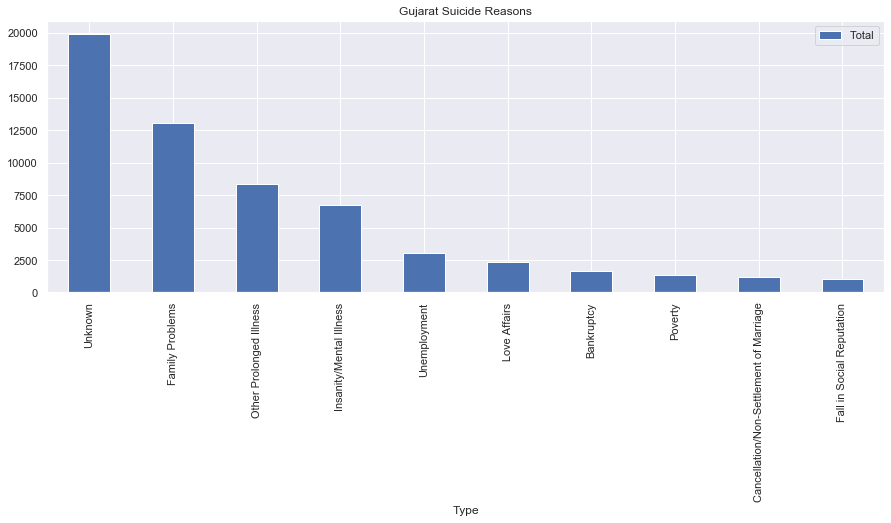 Gujarat Suicide Reasons
Total
20000
17500
15000
12500
10000
7500
5000
2500
0
Unknown
Family Problems
Other Prolonged Illness
Insanity/Mental Illness
Unemployment
Love Affairs
Bankruptcy
Poverty
Cancellation/Non-Settlement of Marriage
Fall in Social Reputation
Type